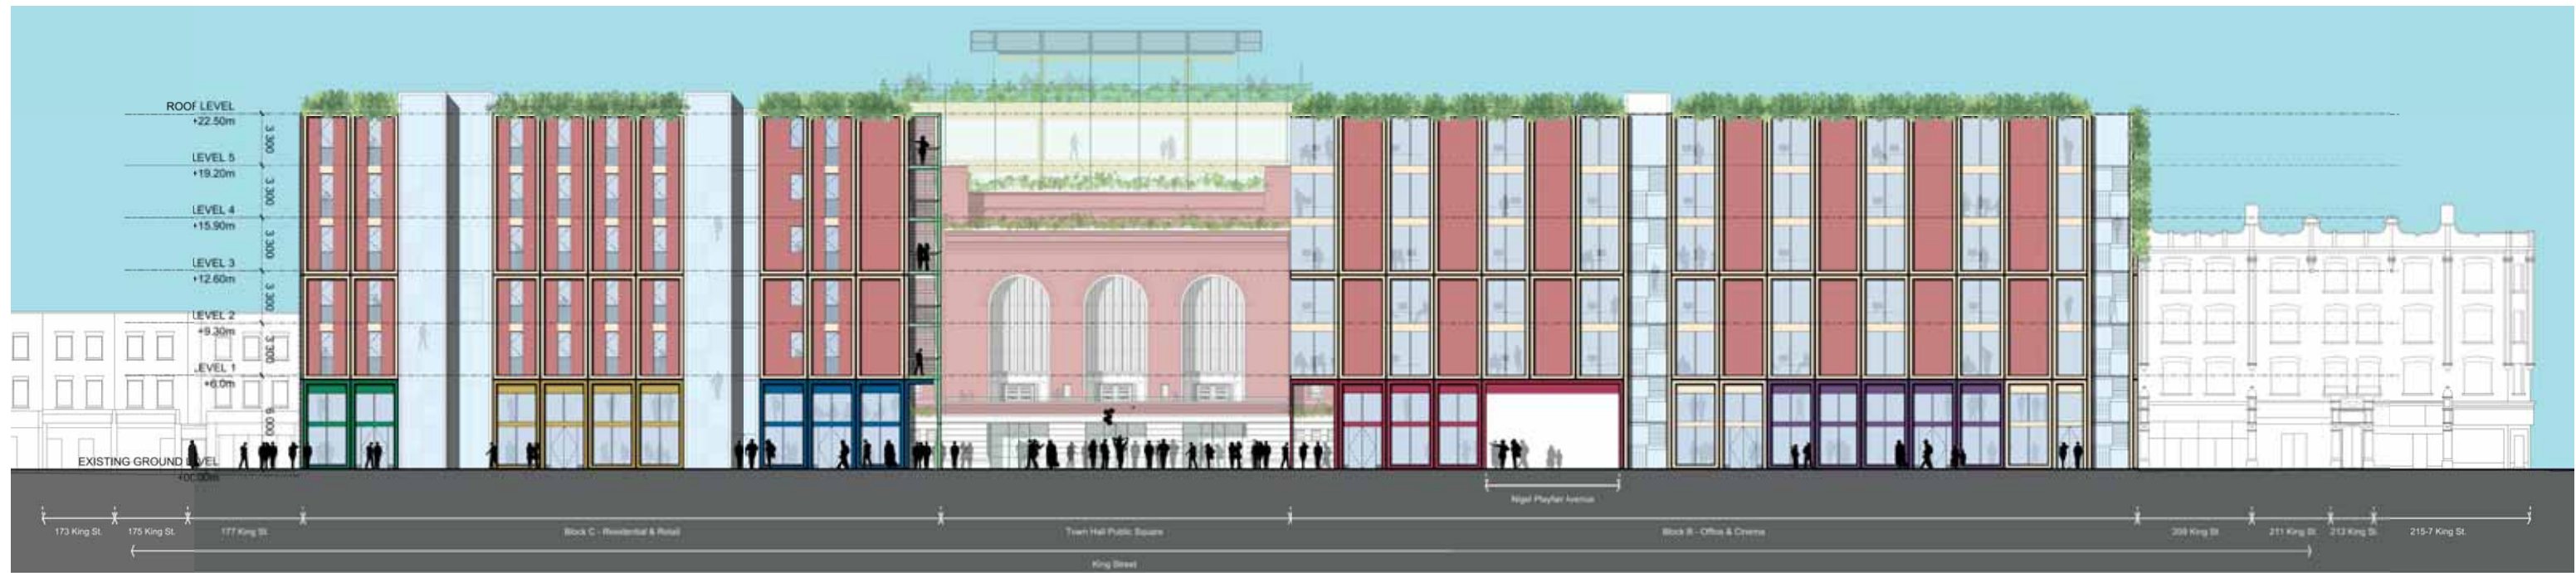 ROOF LEVEL
+22.50m
3 300
LEVEL 5
+19.20m
3 300
LEVEL 4
+15.90m
3 300
LEVEL 3
+12.60m
3 300
LEVEL 2
+9.30m
3 300
LEVEL 1
+6.0m
6 000
EXISTING GROUND LEVEL
+00.00m
Nigel Playfair Avenue
173 King St.
175 King St.
177 King St.
Block C - Residential & Retail
Town Hall Public Square
Block B - Office & Cinema
209 King St
211 King St.
213 King St.
215-7 King St.
King Street